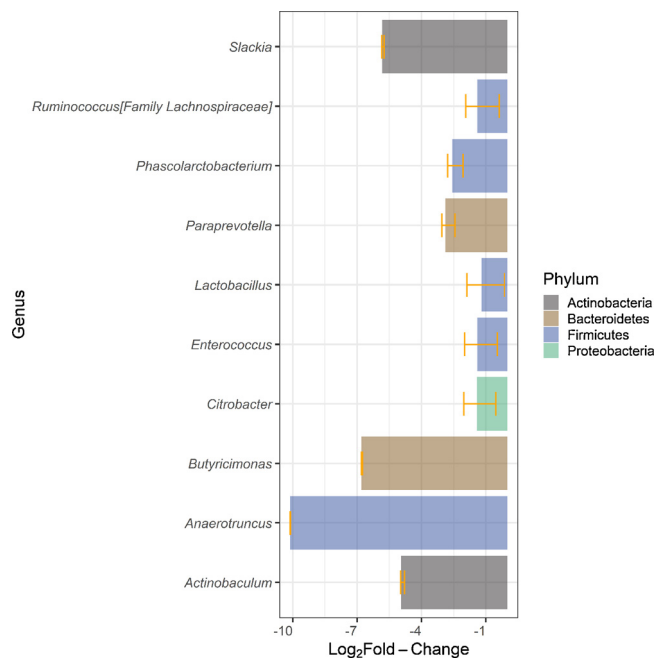 Slackia
Ruminococcus[Family Lachnospiraceae]
Phascolarctobacterium
Paraprevotella
Lactobacillus
Enterococcus
Citrobacter
Butyricimonas
Anaerotruncus
Actinobaculum
Genus
-10 -7 -4 -1
Log₂Fold – Change
Phylum
Actinobacteria
Bacteroidetes
Firmicutes
Proteobacteria